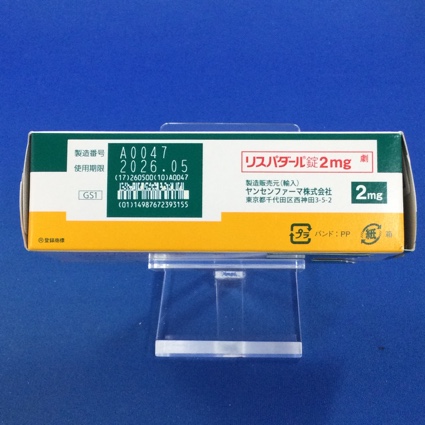 製造番号 A0047
使用期限 2026.05
(17)260500(10)A0047
(01)14987672393155
GS1
登録商標
リスパダール錠2mg 劇
製造販売元(輸入)
ヤンセンファーマ株式会社
東京都千代田区西神田3-5-2
2mg
プラ バンド:PP 紙 箱